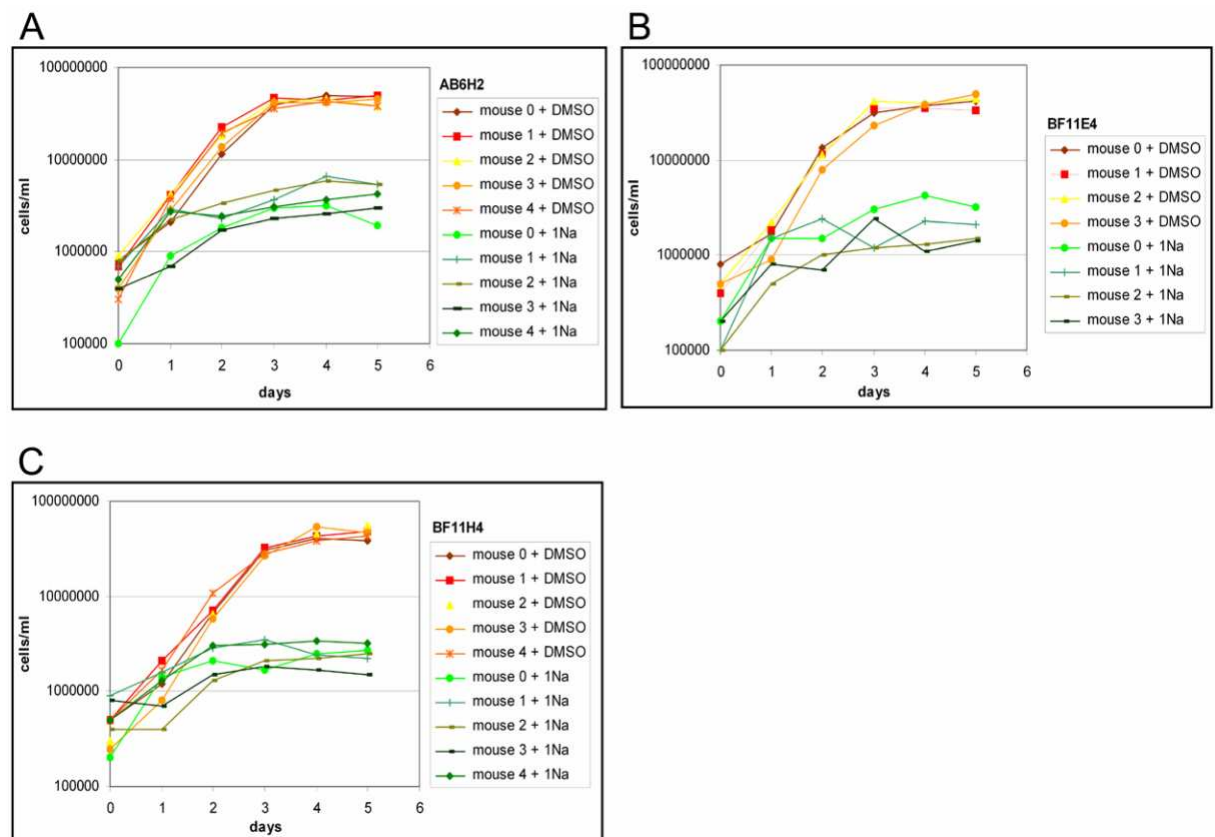 A
100000000
10000000
1000000
100000
cells/ml
0 1 2 3 4 5 6
days
AB6H2
mouse 0 + DMSO
mouse 1 + DMSO
mouse 2 + DMSO
mouse 3 + DMSO
mouse 4 + DMSO
mouse 0 + 1Na
mouse 1 + 1Na
mouse 2 + 1Na
mouse 3 + 1Na
mouse 4 + 1Na
B
100000000
10000000
1000000
100000
cells/ml
0 1 2 3 4 5 6
days
BF11E4
mouse 0 + DMSO
mouse 1 + DMSO
mouse 2 + DMSO
mouse 3 + DMSO
mouse 0 + 1Na
mouse 1 + 1Na
mouse 2 + 1Na
mouse 3 + 1Na
C
100000000
10000000
1000000
100000
cells/ml
0 1 2 3 4 5 6
days
BF11H4
mouse 0 + DMSO
mouse 1 + DMSO
mouse 2 + DMSO
mouse 3 + DMSO
mouse 4 + DMSO
mouse 0 + 1Na
mouse 1 + 1Na
mouse 2 + 1Na
mouse 3 + 1Na
mouse 4 + 1Na